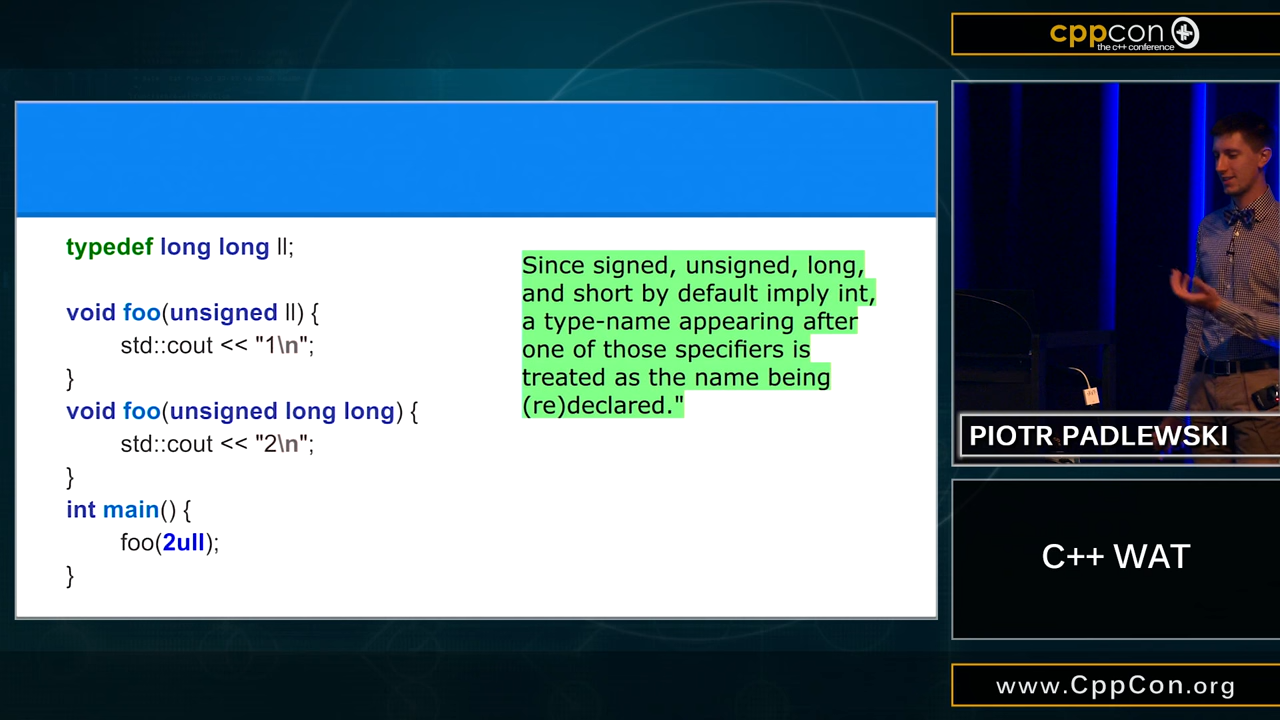 cppcon
the c++ conference
typedef long long ll;
void foo(unsigned ll) {
std::cout << "1\n";
}
void foo(unsigned long long) {
std::cout << "2\n";
}
int main() {
foo(2ull);
}
Since signed, unsigned, long,
and short by default imply int,
a type-name appearing after
one of those specifiers is
treated as the name being
(re)declared."
PIOTR PADLEWSKI
C++ WAT
www.CppCon.org